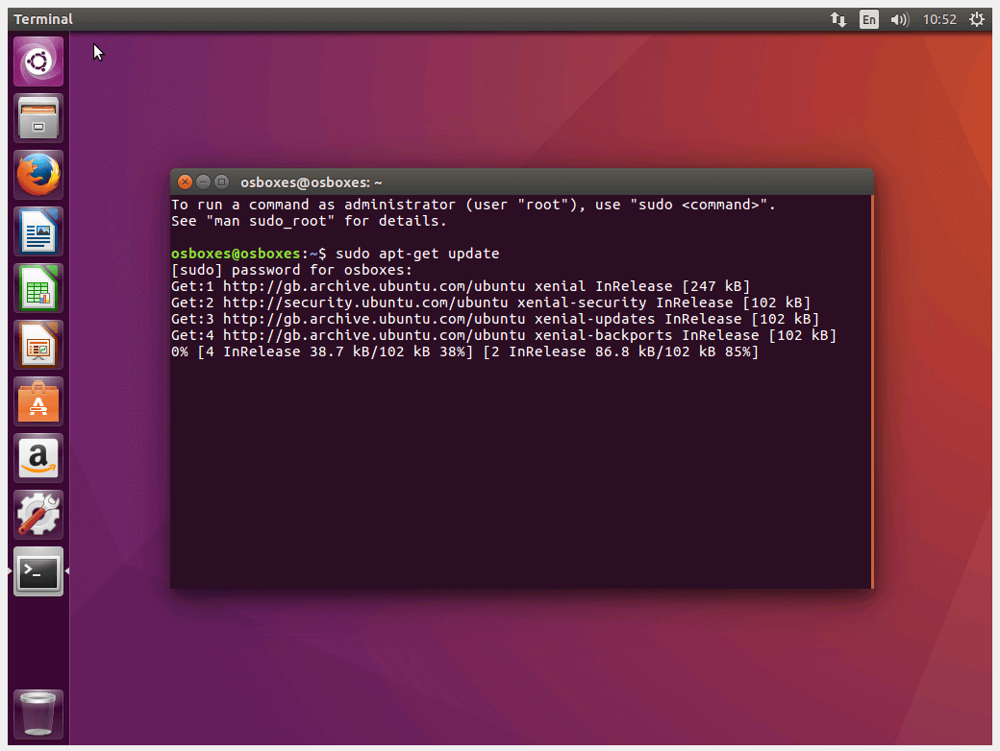 Terminal
En
10:52
osboxes@osboxes: ~
To run a command as administrator (user "root"), use "sudo <command>".
See "man sudo_root" for details.
osboxes@osboxes:~$ sudo apt-get update
[sudo] password for osboxes:
Get:1 http://gb.archive.ubuntu.com/ubuntu xenial InRelease [247 kB]
Get:2 http://security.ubuntu.com/ubuntu xenial-security InRelease [102 kB]
Get:3 http://gb.archive.ubuntu.com/ubuntu xenial-updates InRelease [102 kB]
Get:4 http://gb.archive.ubuntu.com/ubuntu xenial-backports InRelease [102 kB]
0% [4 InRelease 38.7 kB/102 kB 38%] [2 InRelease 86.8 kB/102 kB 85%]
A
a
>_